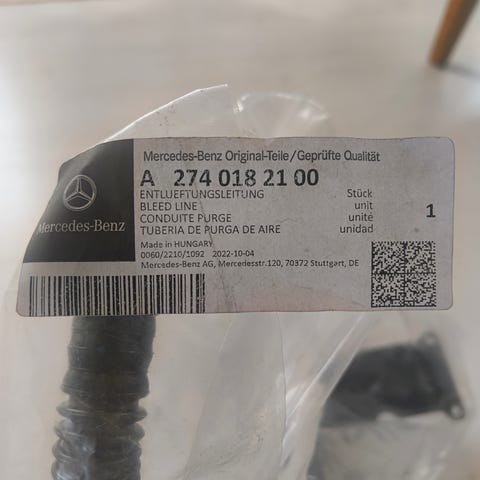 Mercedes-Benz Original-Teile/Geprüfte Qualität
A 274 018 21 00
ENTLUEFTUNGSLEITUNG Stück
BLEED LINE unit
CONDUITE PURGE unité
TUBERIA DE PURGA DE AIRE unidad
1
Mercedes-Benz
Made in HUNGARY
0060/2210/1092 2022-10-04
Mercedes-Benz AG, Mercedesstr.120, 70372 Stuttgart, DE